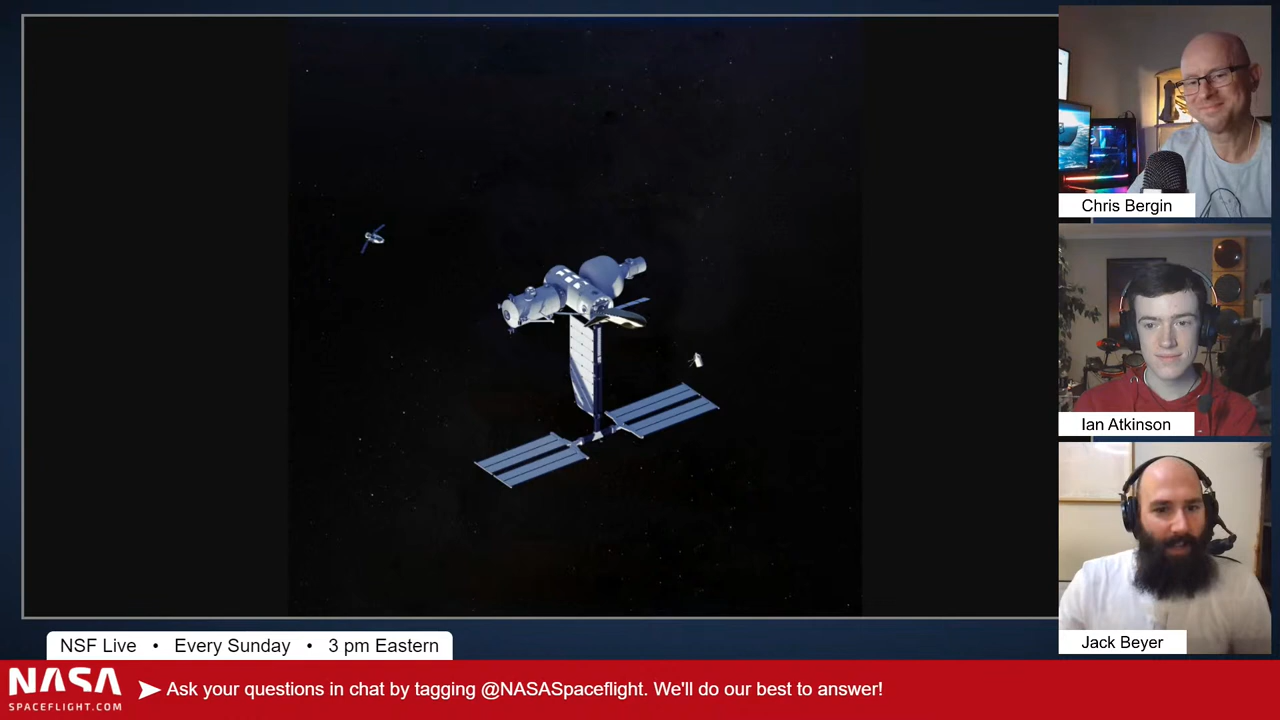 Chris Bergin
Ian Atkinson
Jack Beyer
NSF Live • Every Sunday • 3 pm Eastern
NASA
SPACEFLIGHT.COM
Ask your questions in chat by tagging @NASASpaceflight. We'll do our best to answer!